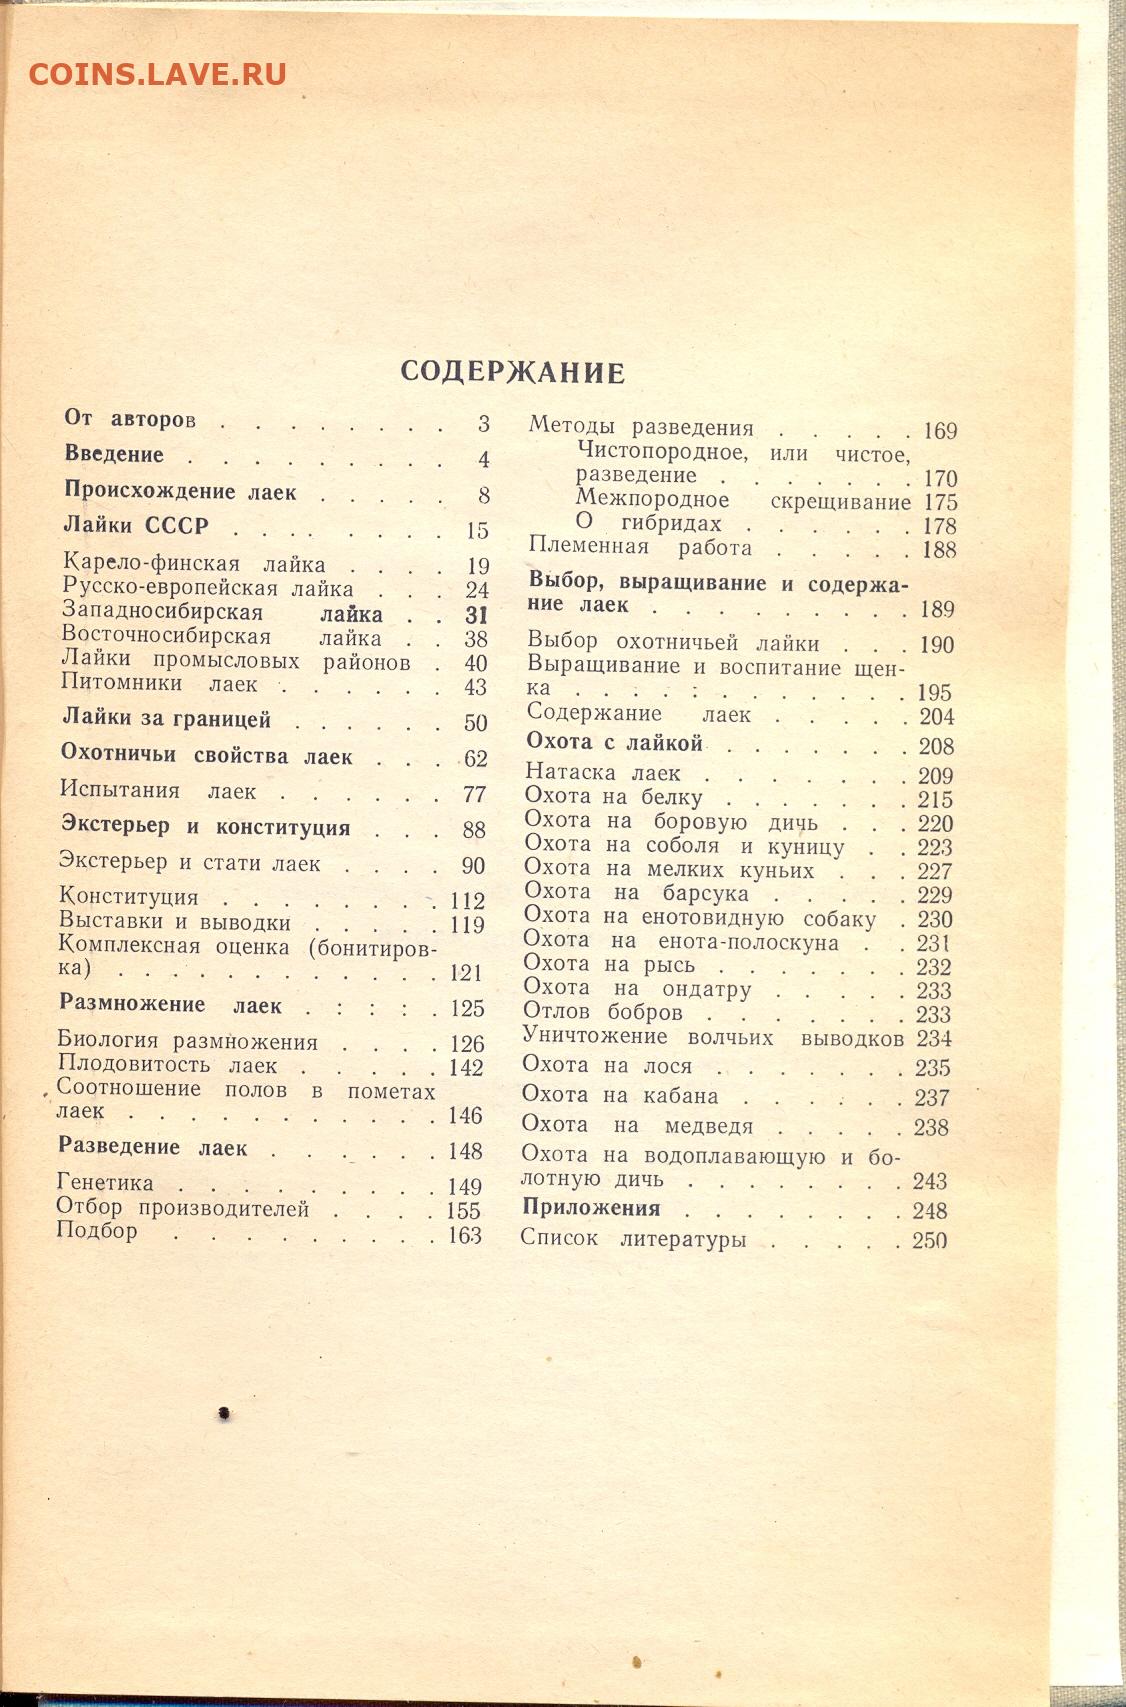 COINS.LAVE.RU
СОДЕРЖАНИЕ
От авторов . . . . . . . . 3
Введение . . . . . . . . . 4
Происхождение лаек . . . . . 8
Лайки СССР . . . . . . . . 15
Карело-финская лайка . . . . 19
Русско-европейская лайка . . . 24
Западносибирская лайка . . 31
Восточносибирская лайка . . 38
Лайки промысловых районов . 40
Питомники лаек . . . . . . 43
Лайки за границей . . . . . . 50
Охотничьи свойства лаек . . . 62
Испытания лаек . . . . . . 77
Экстерьер и конституция . . . 88
Экстерьер и стати лаек . . . . 90
Конституция . . . . . . . . 112
Выставки и выводки . . . . . 119
Комплексная оценка (бонитиров-
ка) . . . . . . . . . . . . 121
Размножение лаек . : : : . 125
Биология размножения . . . . 126
Плодовитость лаек . . . . . 142
Соотношение полов в пометах
лаек . . . . . . . . . . . 146
Разведение лаек . . . . . . 148
Генетика . . . . . . . . . 149
Отбор производителей . . . . 155
Подбор . . . . . . . . . 163
Методы разведения . . . . . 169
Чистопородное, или чистое,
разведение . . . . . . . 170
Межпородное скрещивание 175
О гибридах . . . . . . 178
Племенная работа . . . . . 188
Выбор, выращивание и содержа-
ние лаек . . . . . . . . . 189
Выбор охотничьей лайки . . . 190
Выращивание и воспитание щен-
ка . . . . : . . . . . . . 195
Содержание лаек . . . . . 204
Охота с лайкой . . . . . . . 208
Натаска лаек . . . . . . . 209
Охота на белку . . . . . . . 215
Охота на боровую дичь . . . 220
Охота на соболя и куницу . . 223
Охота на мелких куньих . . . 227
Охота на барсука . . . . . 229
Охота на енотовидную собаку . 230
Охота на енота-полоскуна . . 231
Охота на рысь . . . . . . . 232
Охота на ондатру . . . . . 233
Отлов бобров . . . . . . . 233
Уничтожение волчьих выводков 234
Охота на лося . . . . . . . 235
Охота на кабана . . . . . . 237
Охота на медведя . . . . . 238
Охота на водоплавающую и бо-
лотную дичь . . . . . . . . 243
Приложения . . . . . . . . 248
Список литературы . . . . . 250